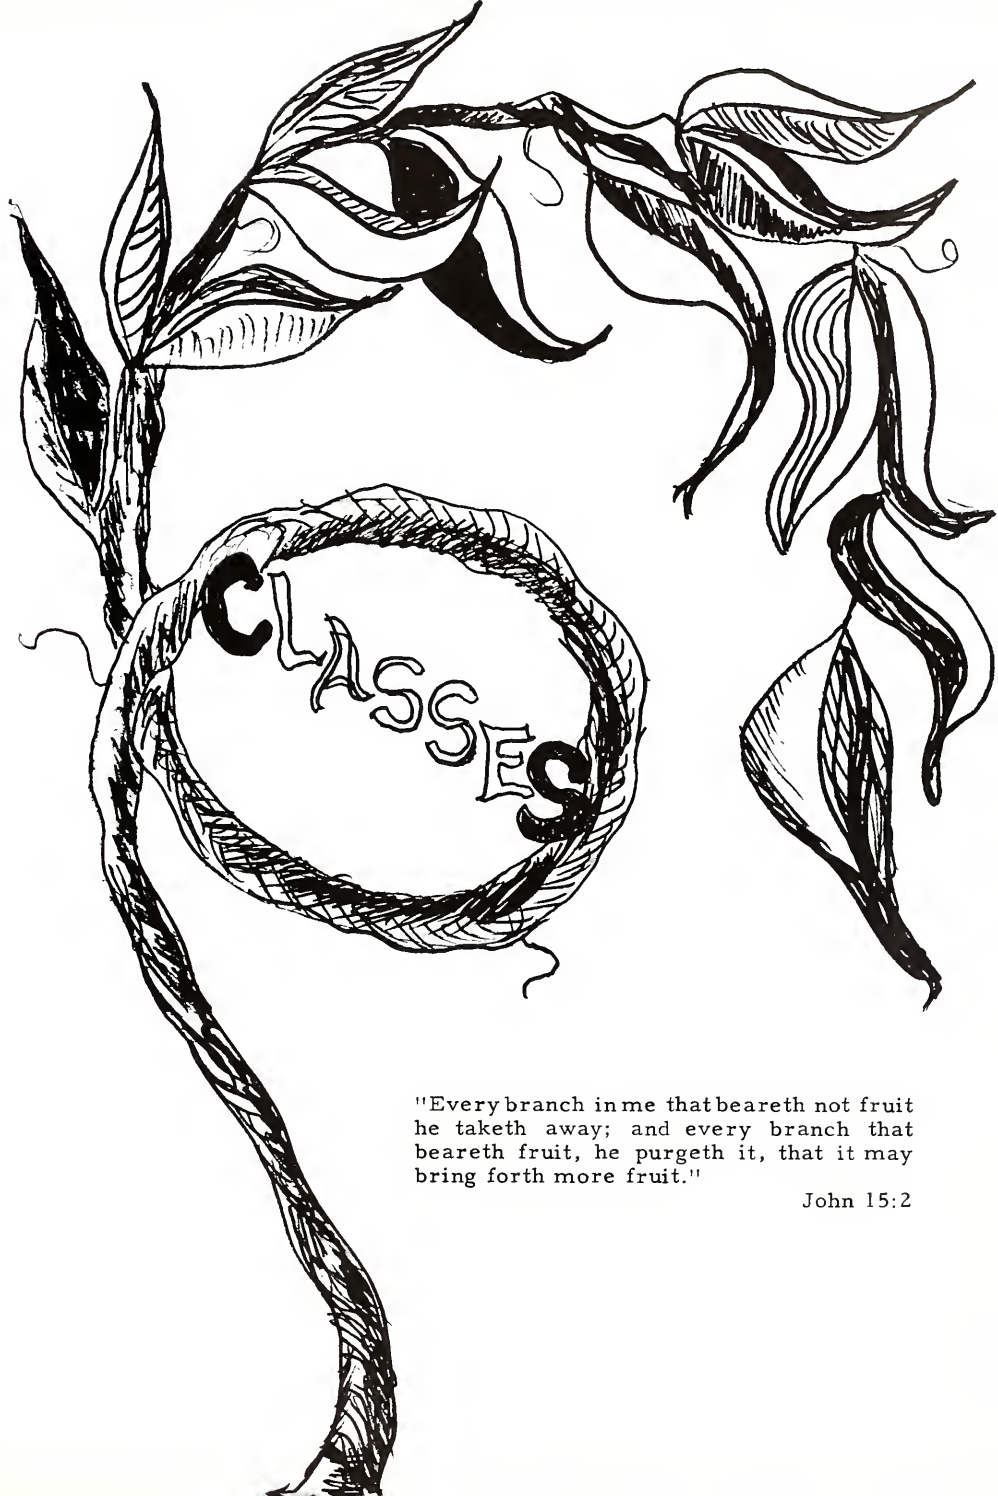 CLASSES
"Every branch in me that beareth not fruit
he taketh away; and every branch that
beareth fruit, he purgeth it, that it may
bring forth more fruit."
John 15:2